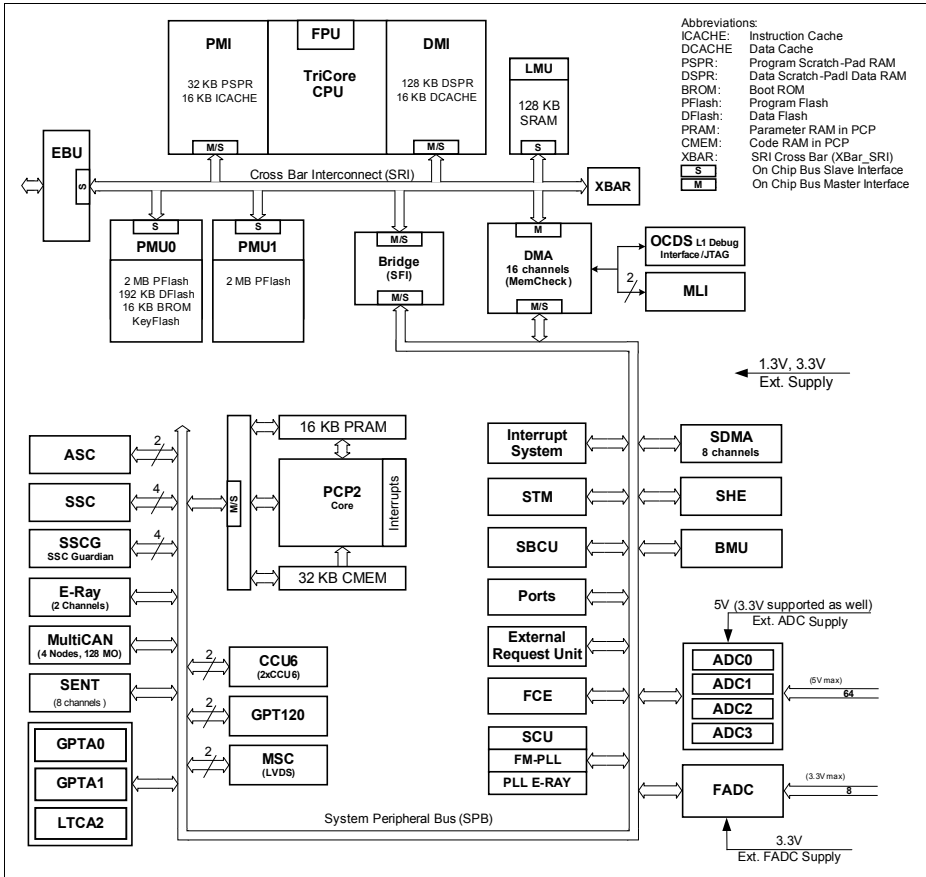 PMI
32 KB PSPR
16 KB ICACHE
M/S
FPU
TriCore
CPU
DMI
128 KB DSPR
16 KB DCACHE
M/S
LMU
128 KB
SRAM
S
Abbreviations:
ICACHE: Instruction Cache
DCACHE Data Cache
PSPR: Program Scratch-Pad RAM
DSPR: Data Scratch-Padl Data RAM
BROM: Boot ROM
PFlash: Program Flash
DFlash: Data Flash
PRAM: Parameter RAM in PCP
CMEM: Code RAM in PCP
XBAR: SRI Cross Bar (XBar_SRI)
S On Chip Bus Slave Interface
M On Chip Bus Master Interface
EBU
S
Cross Bar Interconnect (SRI)
XBAR
S
PMU0
2 MB PFlash
192 KB DFlash
16 KB BROM
KeyFlash
S
PMU1
2 MB PFlash
M/S
Bridge
(SFI)
M/S
M
DMA
16 channels
(MemCheck)
M/S
OCDS L1 Debug
Interface/JTAG
2
MLI
1.3V, 3.3V
Ext. Supply
ASC
2
SSC
4
SSCG
SSC Guardian
4
E-Ray
(2 Channels)
MultiCAN
(4 Nodes, 128 MO)
SENT
(8 channels )
GPTA0
GPTA1
LTCA2
M/S
16 KB PRAM
PCP2
Core
Interrupts
32 KB CMEM
2
CCU6
(2xCCU6)
2
GPT120
2
MSC
(LVDS)
Interrupt
System
STM
SBCU
Ports
External
Request Unit
FCE
SCU
FM-PLL
PLL E-RAY
SDMA
8 channels
SHE
BMU
5V (3.3V supported as well)
Ext. ADC Supply
ADC0
ADC1
ADC2
ADC3
(5V max)
64
FADC
(3.3V max)
8
3.3V
Ext. FADC Supply
System Peripheral Bus (SPB)